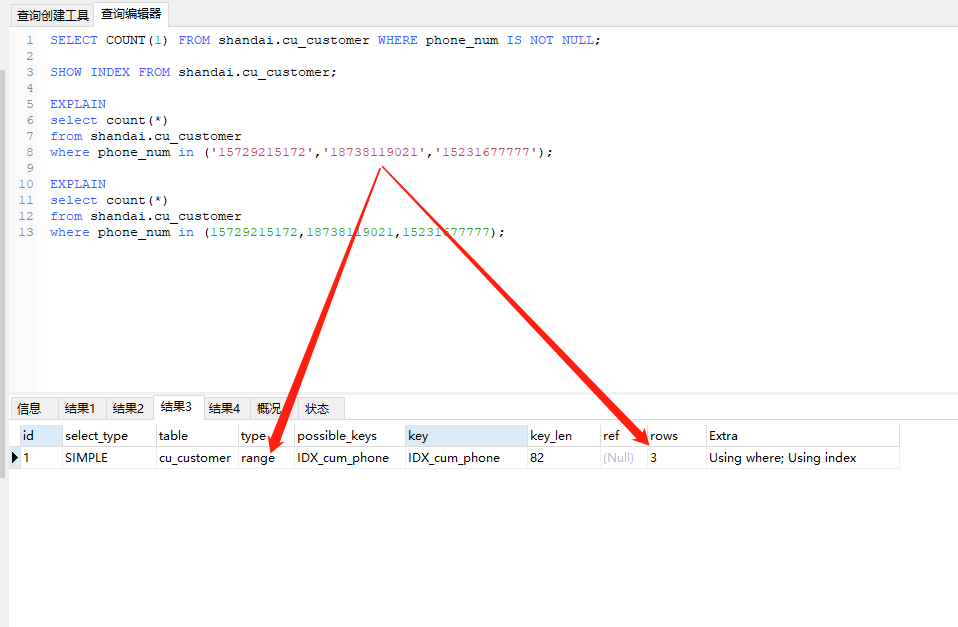 查询创建工具 查询编辑器
1 SELECT COUNT(1) FROM shandai.cu_customer WHERE phone_num IS NOT NULL;
2
3 SHOW INDEX FROM shandai.cu_customer;
4
5 EXPLAIN
6 select count(*)
7 from shandai.cu_customer
8 where phone_num in ('15729215172','18738119021','15231677777');
9
10 EXPLAIN
11 select count(*)
12 from shandai.cu_customer
13 where phone_num in (15729215172,18738119021,15231677777);
信息 结果1 结果2 结果3 结果4 概况 状态
id select_type table type possible_keys key key_len ref rows Extra
1 SIMPLE cu_customer range IDX_cum_phone IDX_cum_phone 82 (Null) 3 Using where; Using index